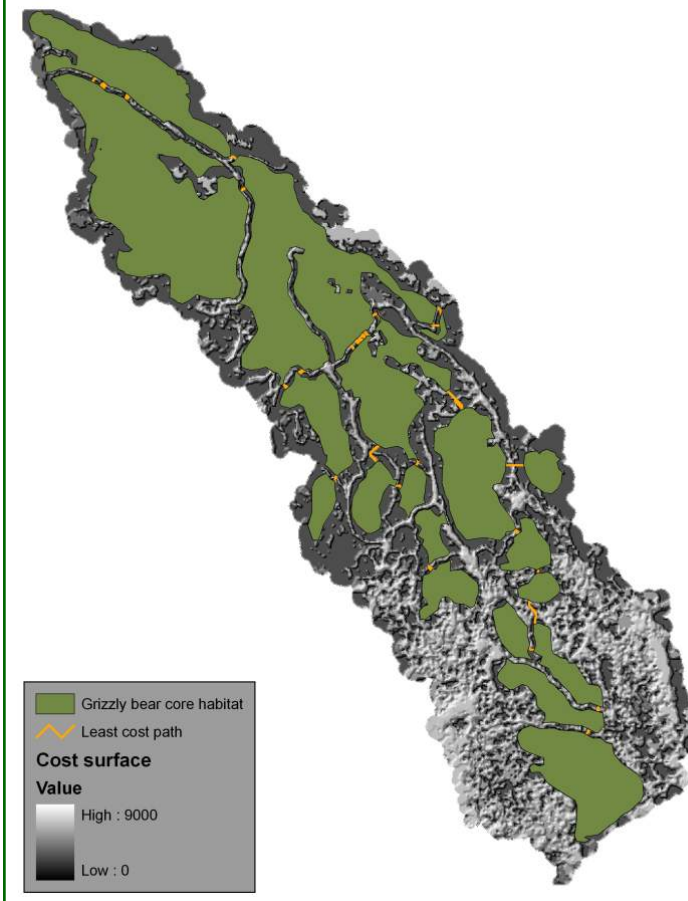 Grizzly bear core habitat
Least cost path
Cost surface
Value
High : 9000
Low : 0